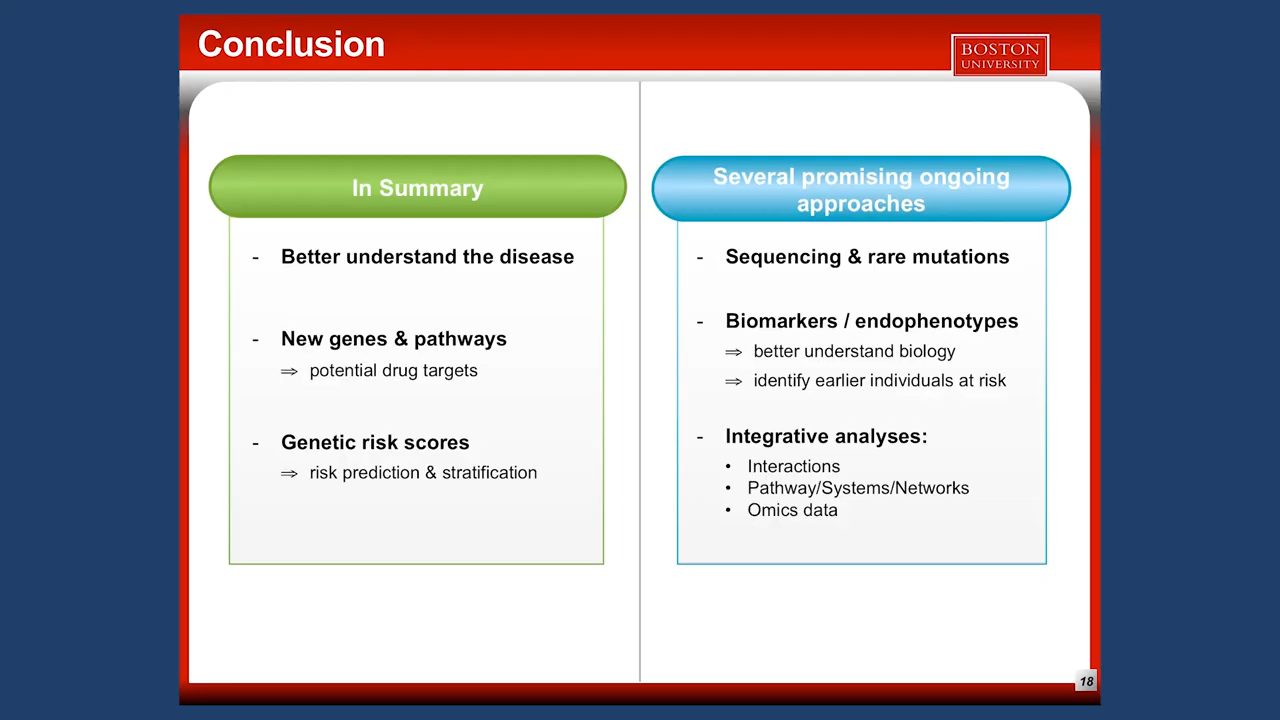 Conclusion
BOSTON
UNIVERSITY
In Summary
- Better understand the disease
- New genes & pathways
⇒ potential drug targets
- Genetic risk scores
⇒ risk prediction & stratification
Several promising ongoing
approaches
- Sequencing & rare mutations
- Biomarkers / endophenotypes
⇒ better understand biology
⇒ identify earlier individuals at risk
- Integrative analyses:
• Interactions
• Pathway/Systems/Networks
• Omics data
18